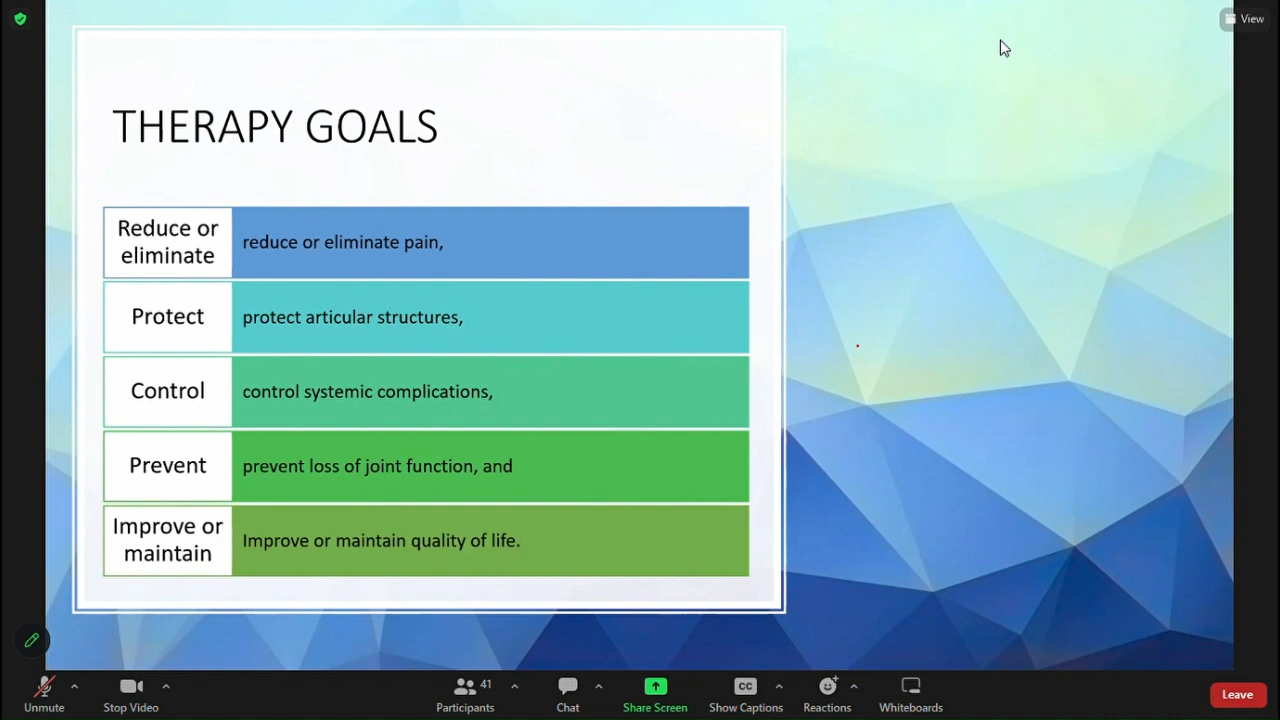 View
THERAPY GOALS
Reduce or
eliminate
reduce or eliminate pain,
Protect
protect articular structures,
Control
control systemic complications,
Prevent
prevent loss of joint function, and
Improve or
maintain
Improve or maintain quality of life.
41
CC
Unmute
Stop Video
Participants
Chat
Share Screen
Show Captions
Reactions
Whiteboards
Leave